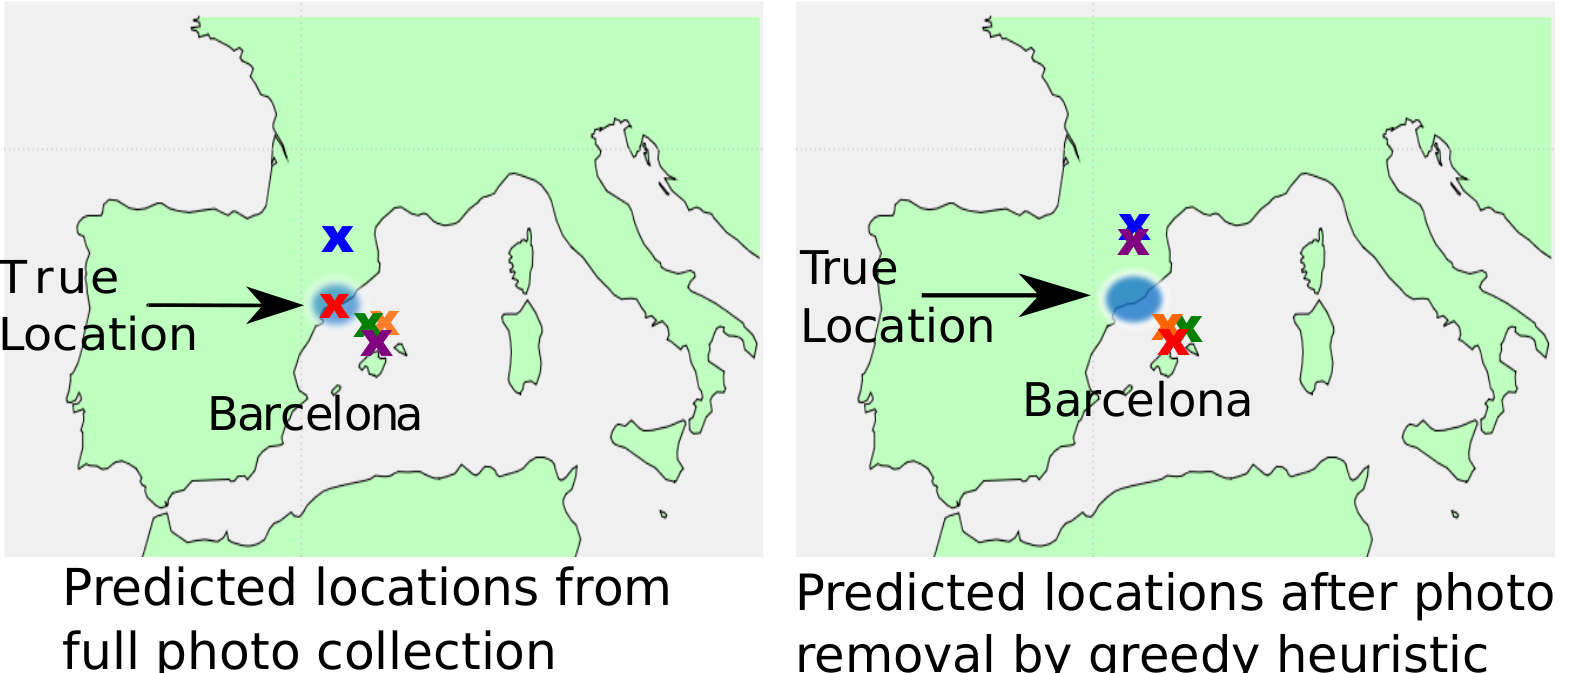 True
Location
Barcelona
Predicted locations from
full photo collection
True
Location
Barcelona
Predicted locations after photo
removal by greedy heuristic